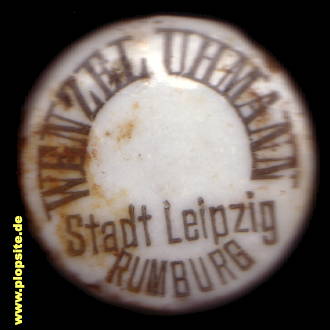 WENZEL UHMANN
Stadt Leipzig
RUMBURG
www.plopsite.de